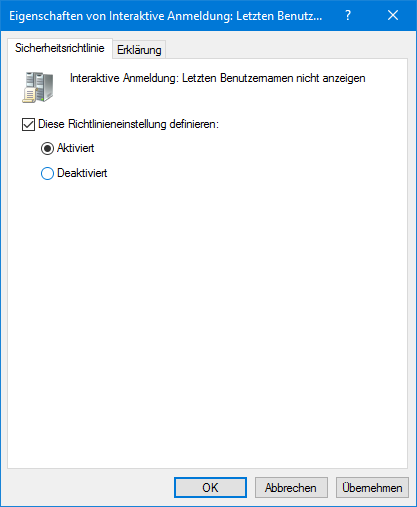 Eigenschaften von Interaktive Anmeldung: Letzten Benutz...
?
Sicherheitsrichtlinie
Erklärung
Interaktive Anmeldung: Letzten Benutzernamen nicht anzeigen
Diese Richtlinieneinstellung definieren:
Aktiviert
Deaktiviert
OK
Abbrechen
Übernehmen